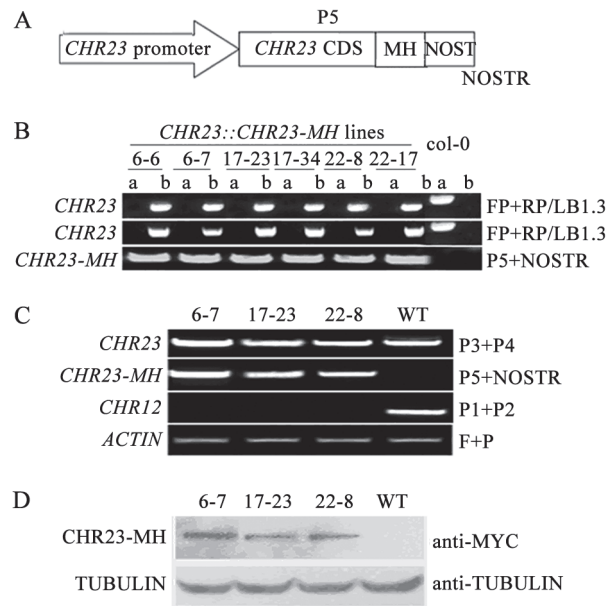 A
P5
CHR23 promoter CHR23 CDS MH NOST
NOSTR
B
CHR23::CHR23-MH lines
6-6 6-7 17-23 17-34 22-8 22-17 col-0
a b a b a b a b a b a b a b
CHR23 FP+RP/LB1.3
CHR23 FP+RP/LB1.3
CHR23-MH P5+NOSTR
C
6-7 17-23 22-8 WT
CHR23 P3+P4
CHR23-MH P5+NOSTR
CHR12 P1+P2
ACTIN F+P
D
6-7 17-23 22-8 WT
CHR23-MH anti-MYC
TUBULIN anti-TUBULIN